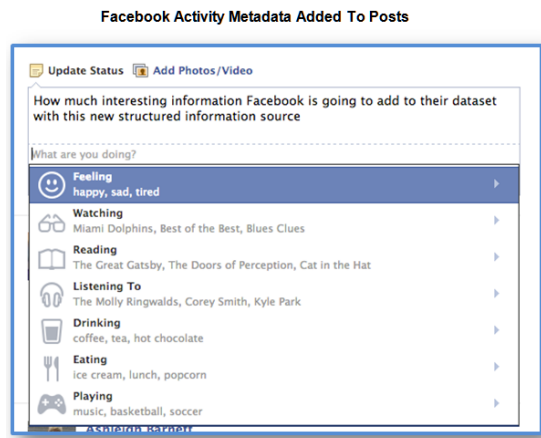 Facebook Activity Metadata Added To Posts
Update Status Add Photos/Video
How much interesting information Facebook is going to add to their dataset
with this new structured information source
What are you doing?
Feeling
happy, sad, tired
Watching
Miami Dolphins, Best of the Best, Blues Clues
Reading
The Great Gatsby, The Doors of Perception, Cat in the Hat
Listening To
The Molly Ringwalds, Corey Smith, Kyle Park
Drinking
coffee, tea, hot chocolate
Eating
ice cream, lunch, popcorn
Playing
music, basketball, soccer
Ashleigh Barnett